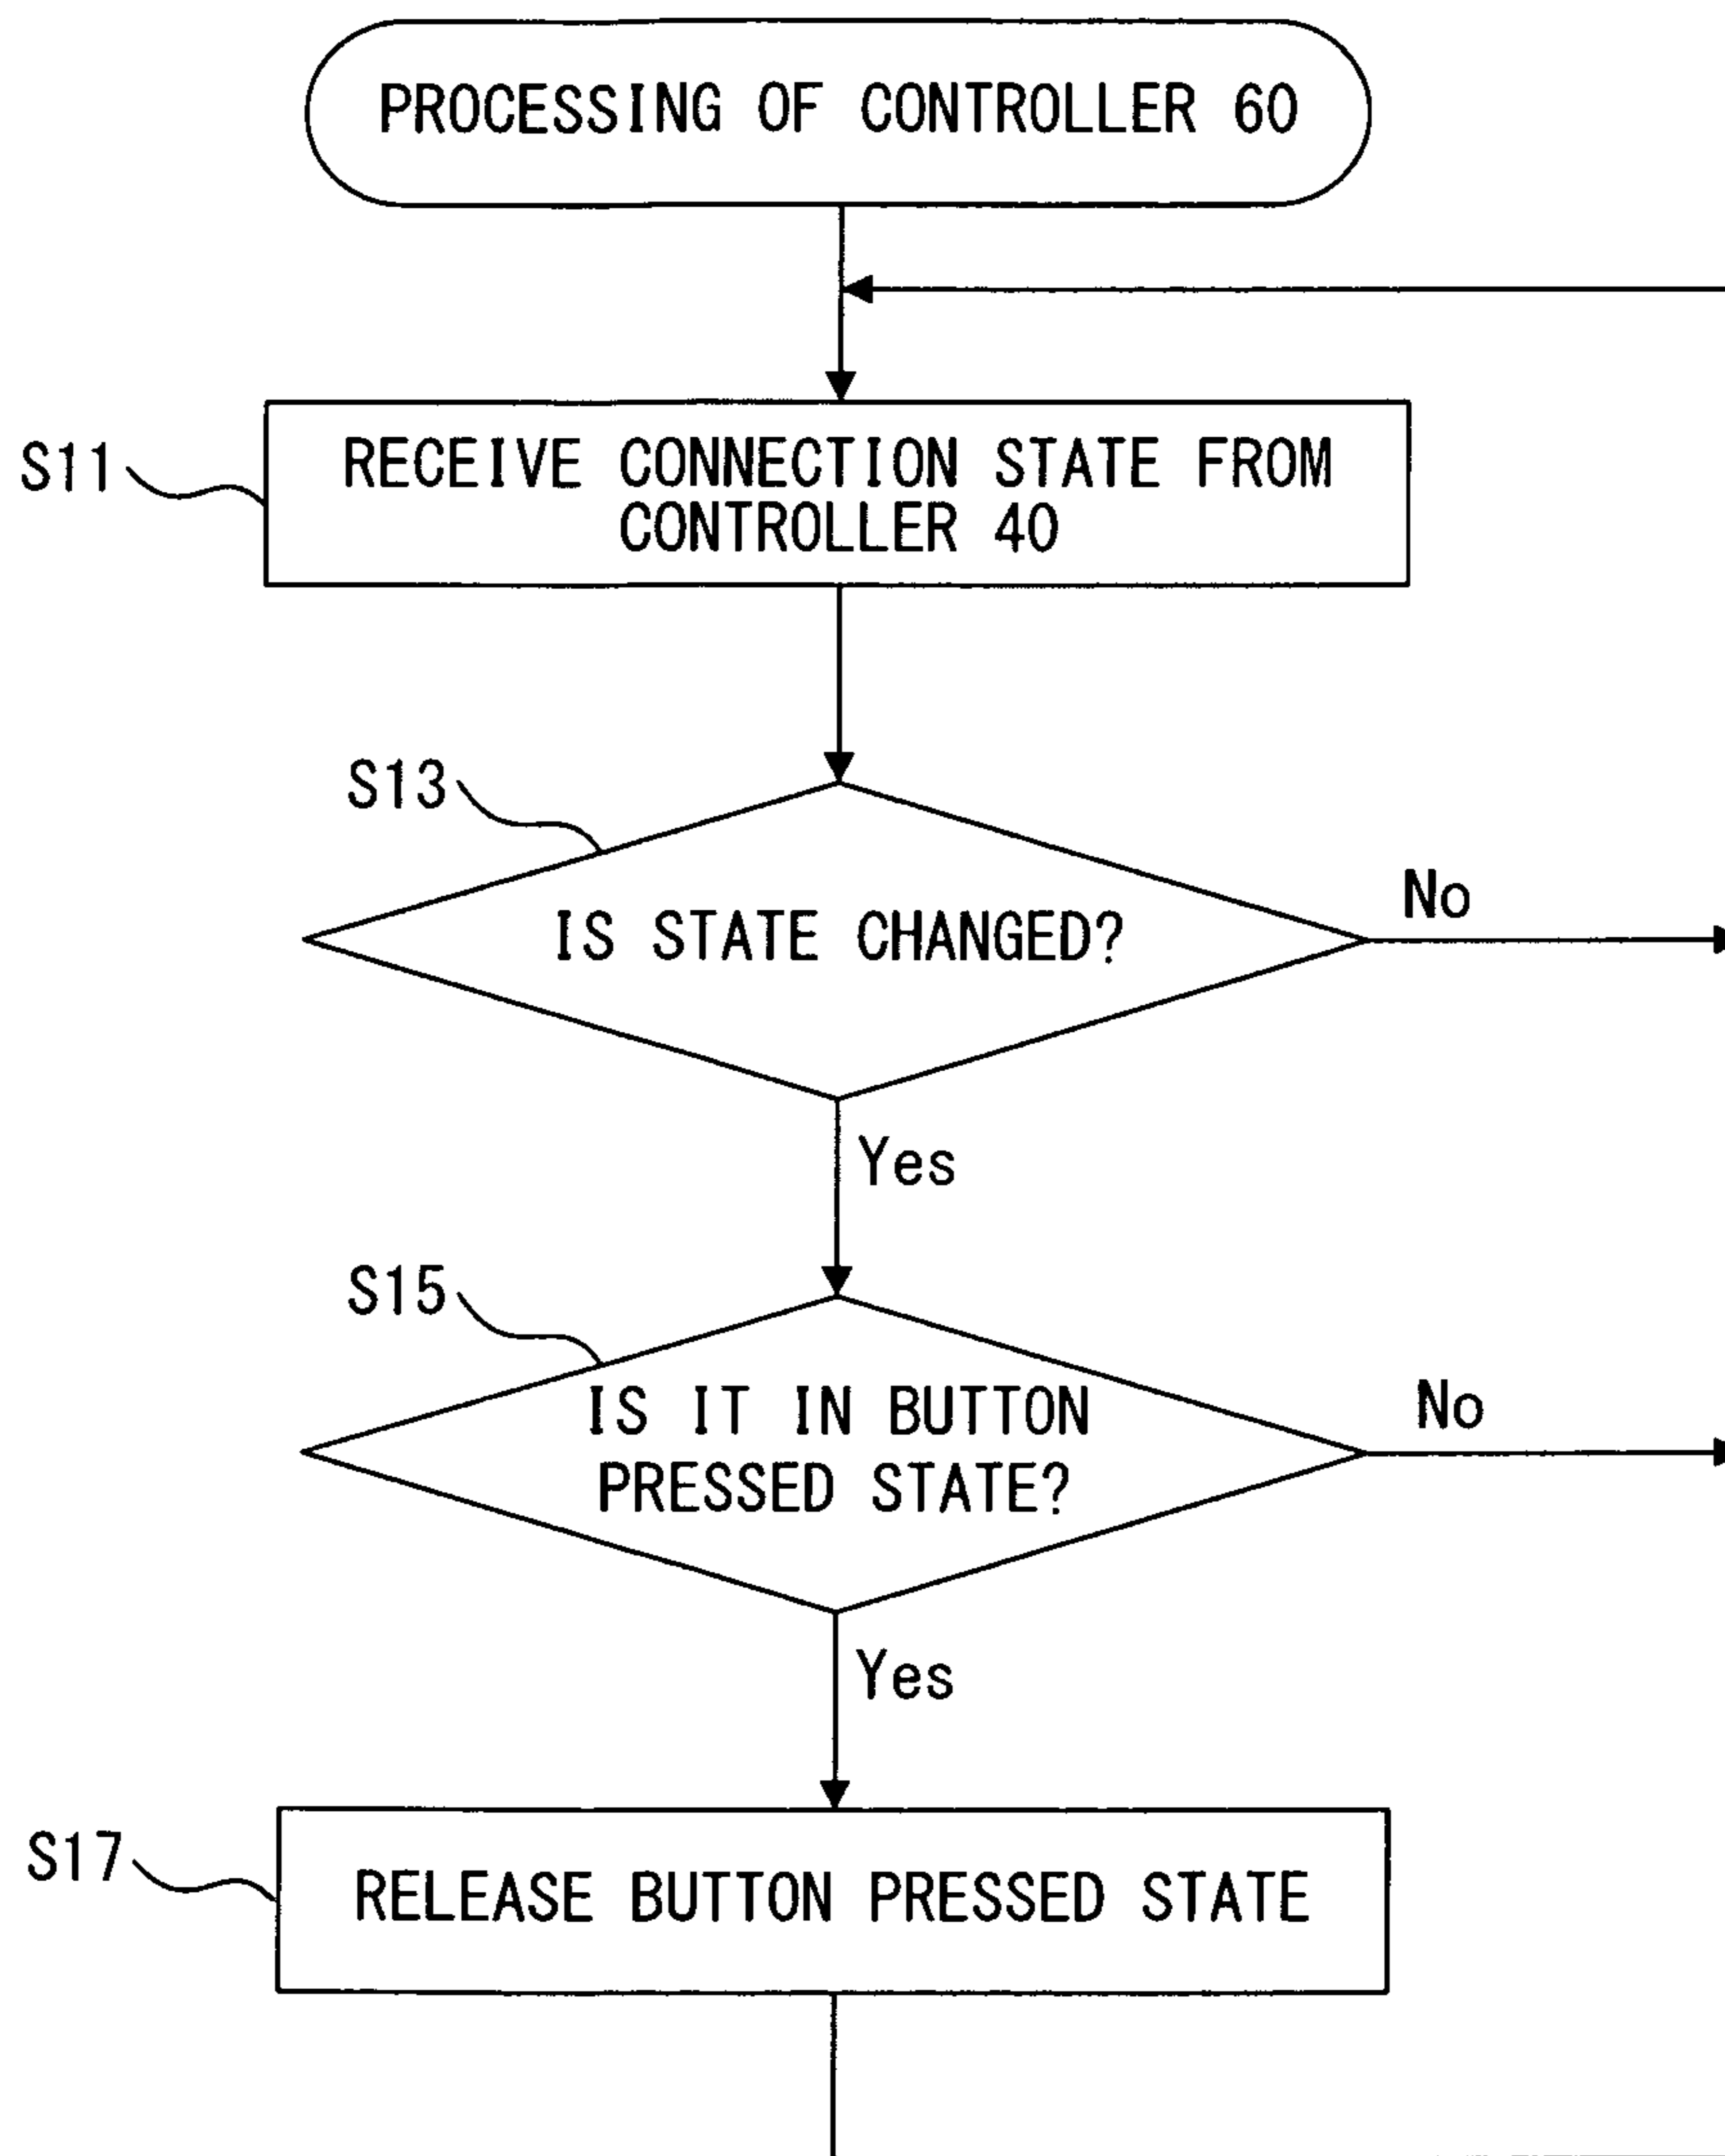 PROCESSING OF CONTROLLER 60
S11
RECEIVE CONNECTION STATE FROM
CONTROLLER 40
S13
IS STATE CHANGED?
No
Yes
S15
IS IT IN BUTTON
PRESSED STATE?
No
Yes
S17
RELEASE BUTTON PRESSED STATE